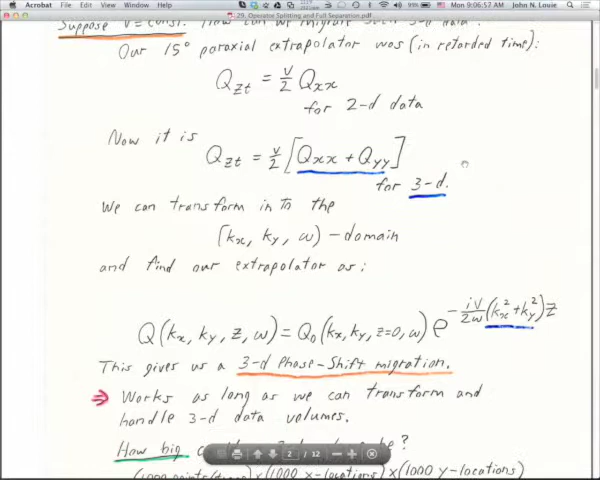 Acrobat File Edit View Window Help 99% Mon 9:06:57 AM John N. Louie
29. Operator Splitting and Full Separation.pdf
Suppose V = const.
Our 15° paraxial extrapolator was (in retarded time):
Qzt = v/2 Qxx
for 2-d data
Now it is
Qzt = v/2 [Qxx + Qyy]
for 3-d.
We can transform in to the
(kx, ky, ω) - domain
and find our extrapolator as:
Q(kx, ky, z, ω) = Q₀(kx, ky, z=0, ω) e^-iv/2ω(kx²+ky²)z
This gives us a 3-d Phase-Shift migration.
⇒ Works as long as we can transform and
handle 3-d data volumes.
How big be?
2 / 12
(1000 x-locations) x (1000 y-locations)